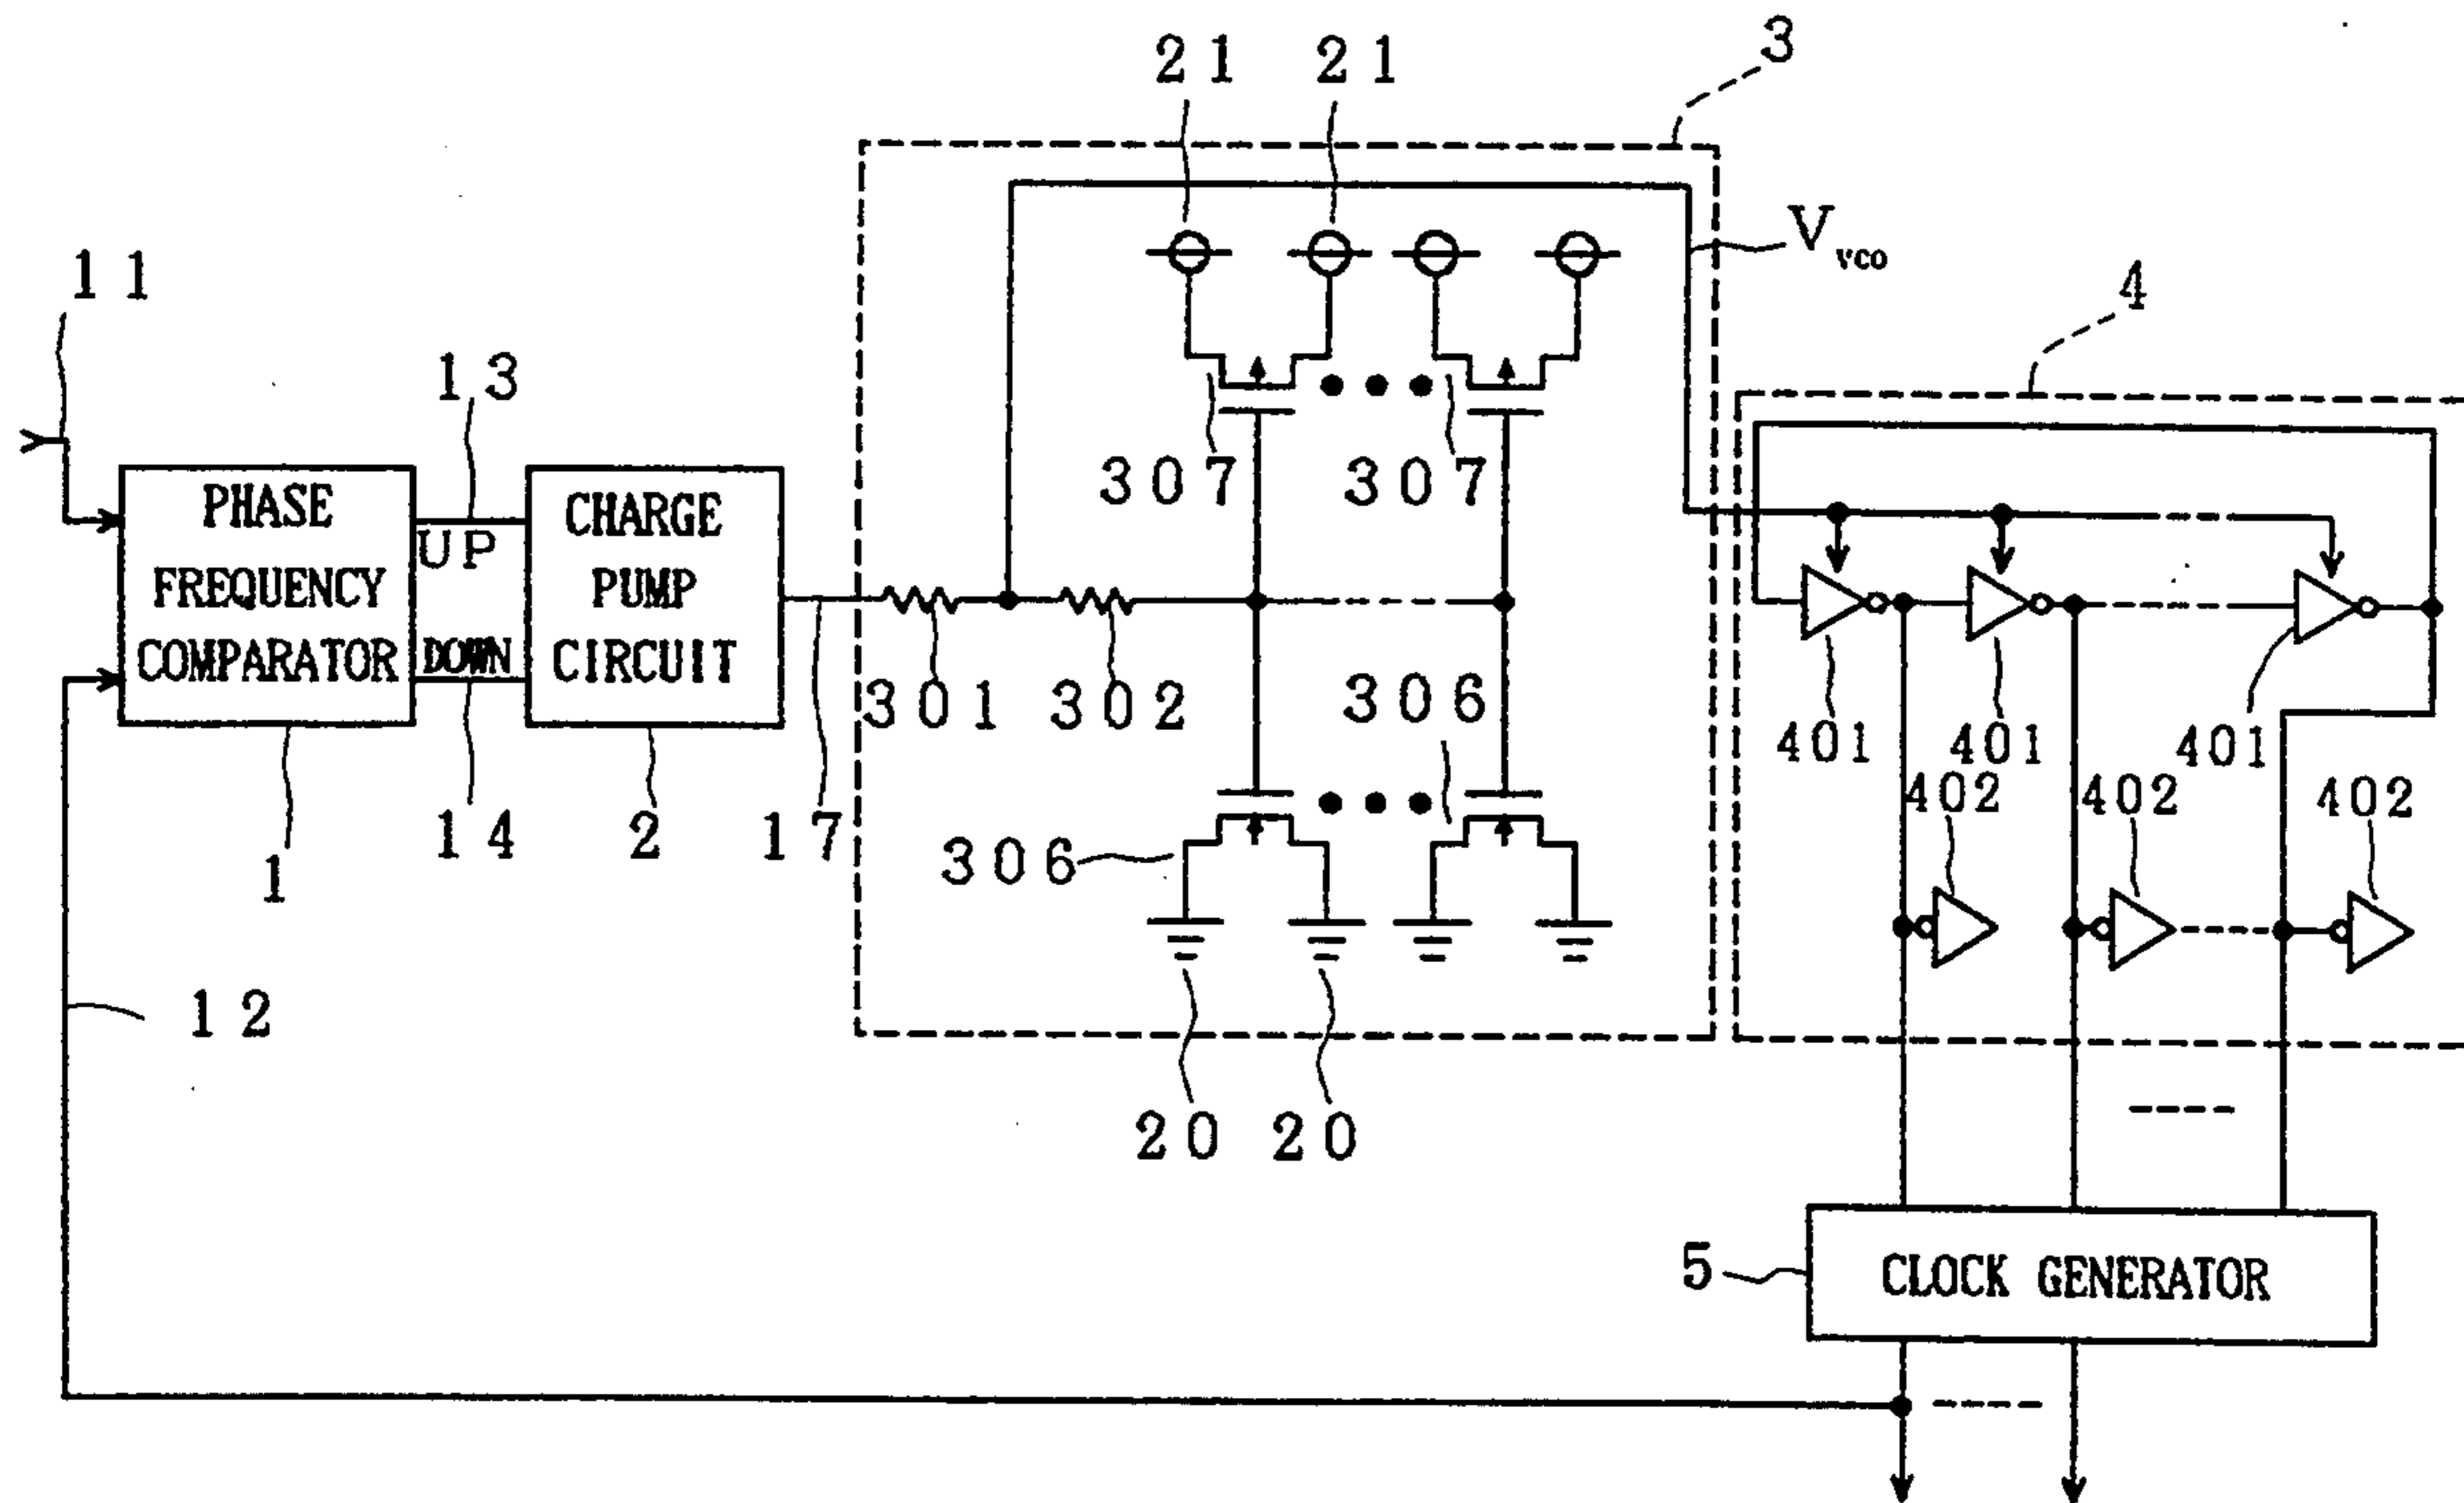 3
21 21
V vco
4
11
13
307 307
PHASE
FREQUENCY
COMPARATOR
UP
DOWN
CHARGE
PUMP
CIRCUIT
301 302
306
401 401 401
402 402 402
1
14
2
17
306
12
20 20
5
CLOCK GENERATOR